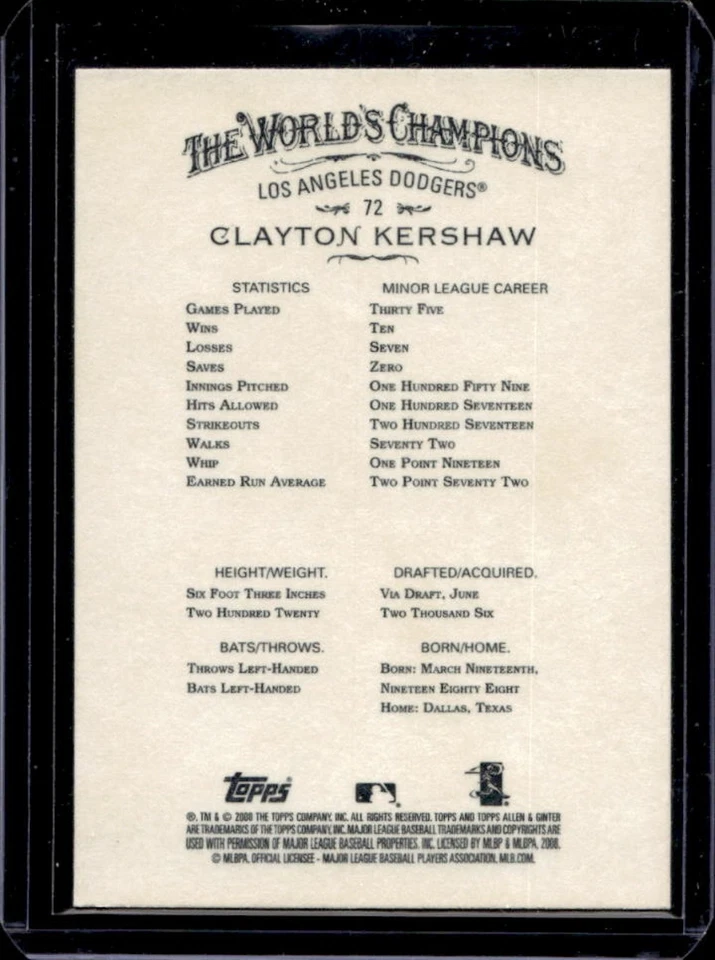 THE WORLD'S CHAMPIONS
LOS ANGELES DODGERS®
72
CLAYTON KERSHAW
STATISTICS MINOR LEAGUE CAREER
GAMES PLAYED THIRTY FIVE
WINS TEN
LOSSES SEVEN
SAVES ZERO
INNINGS PITCHED ONE HUNDRED FIFTY NINE
HITS ALLOWED ONE HUNDRED SEVENTEEN
STRIKEOUTS TWO HUNDRED SEVENTEEN
WALKS SEVENTY TWO
WHIP ONE POINT NINETEEN
EARNED RUN AVERAGE TWO POINT SEVENTY TWO
HEIGHT/WEIGHT. DRAFTED/ACQUIRED.
SIX FOOT THREE INCHES VIA DRAFT, JUNE
TWO HUNDRED TWENTY TWO THOUSAND SIX
BATS/THROWS. BORN/HOME.
THROWS LEFT-HANDED BORN: MARCH NINETEENTH,
BATS LEFT-HANDED NINETEEN EIGHTY EIGHT
HOME: DALLAS, TEXAS
Topps
®, TM & © 2008 THE TOPPS COMPANY, INC. ALL RIGHTS RESERVED. TOPPS AND TOPPS ALLEN & GINTER
ARE TRADEMARKS OF THE TOPPS COMPANY, INC. MAJOR LEAGUE BASEBALL TRADEMARKS AND COPYRIGHTS ARE
USED WITH PERMISSION OF MAJOR LEAGUE BASEBALL PROPERTIES, INC. LICENSED BY MLBP & MLBPA, 2008.
© MLBPA, OFFICIAL LICENSEE - MAJOR LEAGUE BASEBALL PLAYERS ASSOCIATION. MLB.COM.